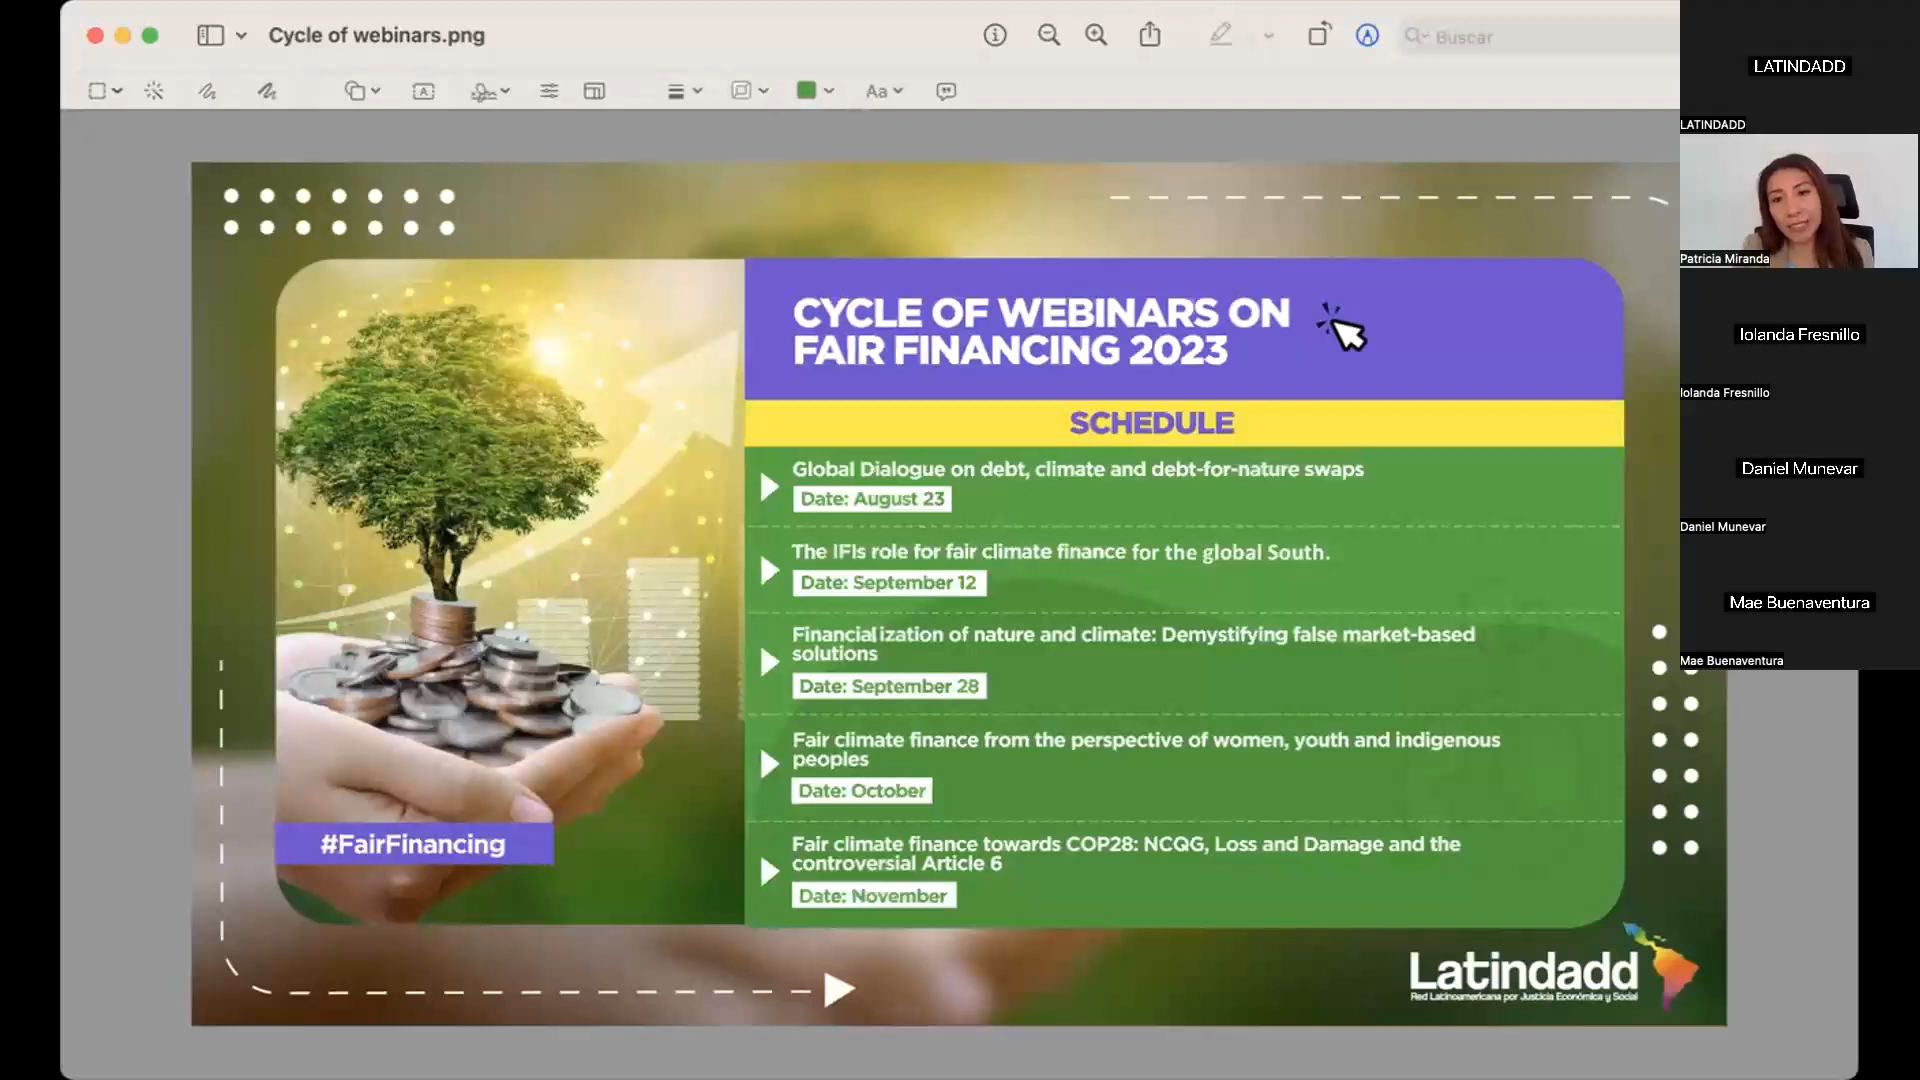 Cycle of webinars.png
Buscar
Aa
CYCLE OF WEBINARS ON
FAIR FINANCING 2023
SCHEDULE
Global Dialogue on debt, climate and debt-for-nature swaps
Date: August 23
The IFIs role for fair climate finance for the global South.
Date: September 12
Financialization of nature and climate: Demystifying false market-based
solutions
Date: September 28
Fair climate finance from the perspective of women, youth and indigenous
peoples
Date: October
Fair climate finance towards COP28: NCQG, Loss and Damage and the
controversial Article 6
Date: November
#FairFinancing
Latindadd
Red Latinoamericana por Justicia Económica y Social
LATINDADD
LATINDADD
Patricia Miranda
Iolanda Fresnillo
Iolanda Fresnillo
Daniel Munevar
Daniel Munevar
Mae Buenaventura
Mae Buenaventura